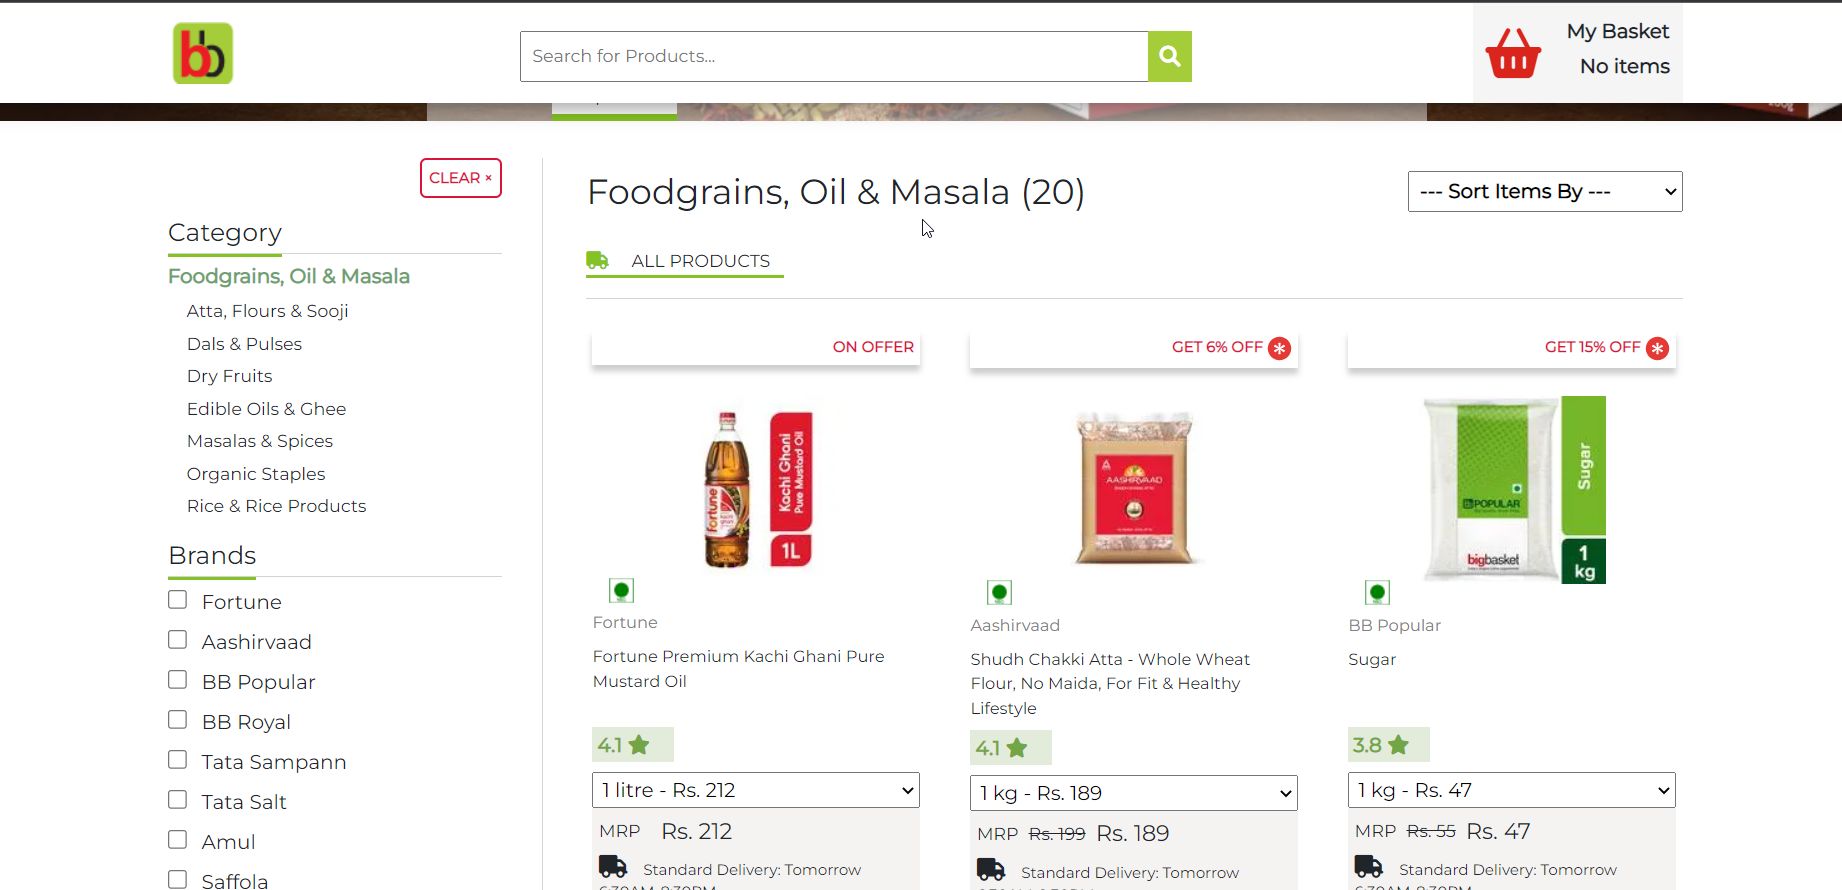 bb
Search for Products...
My Basket
No items
CLEAR ×
Foodgrains, Oil & Masala (20)
--- Sort Items By ---
Category
Foodgrains, Oil & Masala
Atta, Flours & Sooji
Dals & Pulses
Dry Fruits
Edible Oils & Ghee
Masalas & Spices
Organic Staples
Rice & Rice Products
Brands
Fortune
Aashirvaad
BB Popular
BB Royal
Tata Sampann
Tata Salt
Amul
Saffola
ALL PRODUCTS
ON OFFER
fortune
Kachi Ghani
Pure Mustard Oil
1L
Fortune
Fortune Premium Kachi Ghani Pure
Mustard Oil
4.1
1 litre - Rs. 212
MRP Rs. 212
Standard Delivery: Tomorrow
GET 6% OFF
AASHIRVAAD
Aashirvaad
Shudh Chakki Atta - Whole Wheat
Flour, No Maida, For Fit & Healthy
Lifestyle
4.1
1 kg - Rs. 189
MRP Rs. 199 Rs. 189
Standard Delivery: Tomorrow
GET 15% OFF
POPULAR
bigbasket
Sugar
1
kg
BB Popular
Sugar
3.8
1 kg - Rs. 47
MRP Rs. 55 Rs. 47
Standard Delivery: Tomorrow